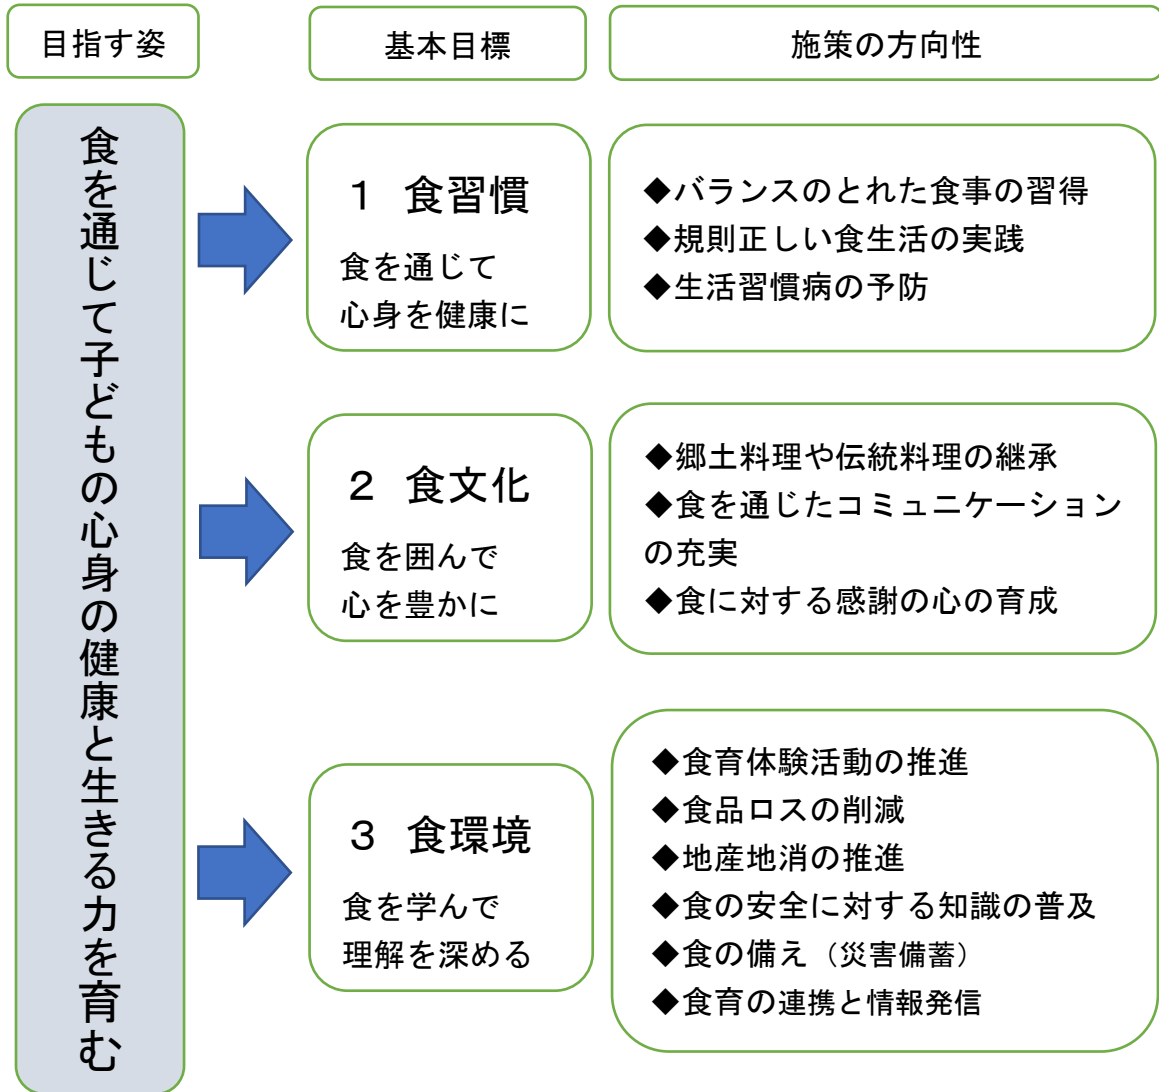 目指す姿
基本目標
施策の方向性
食を通じて子どもの心身の健康と生きる力を育む
１　食習慣
食を通じて
心身を健康に
◆バランスのとれた食事の習得
◆規則正しい食生活の実践
◆生活習慣病の予防
２　食文化
食を囲んで
心を豊かに
◆郷土料理や伝統料理の継承
◆食を通じたコミュニケーション
の充実
◆食に対する感謝の心の育成
３　食環境
食を学んで
理解を深める
◆食育体験活動の推進
◆食品ロスの削減
◆地産地消の推進
◆食の安全に対する知識の普及
◆食の備え（災害備蓄）
◆食育の連携と情報発信